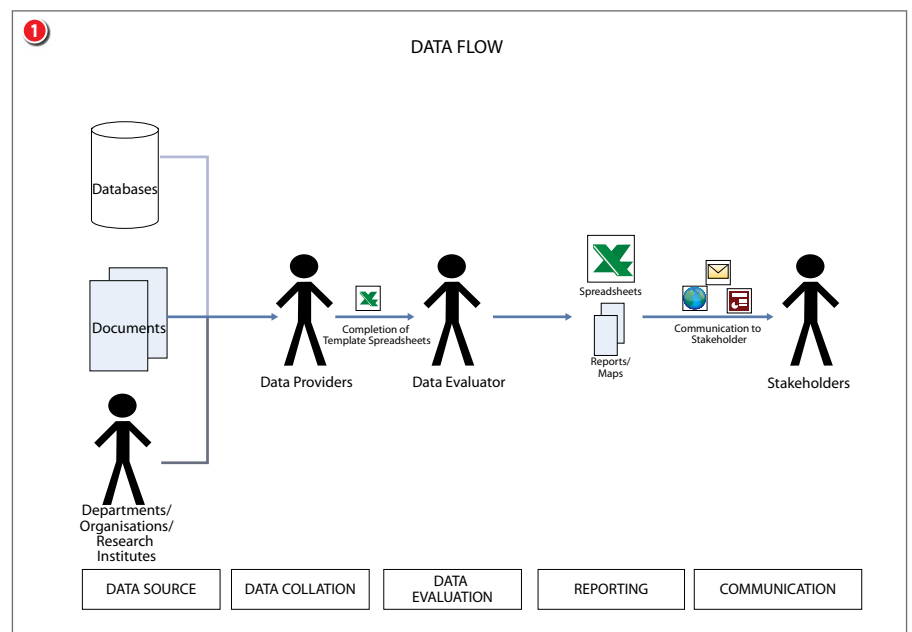 1
DATA FLOW
Databases
Documents
Departments/
Organisations/
Research
Institutes
Data Providers
Completion of
Template Spreadsheets
Data Evaluator
Spreadsheets
Reports/
Maps
Communication to
Stakeholder
Stakeholders
DATA SOURCE
DATA COLLATION
DATA
EVALUATION
REPORTING
COMMUNICATION